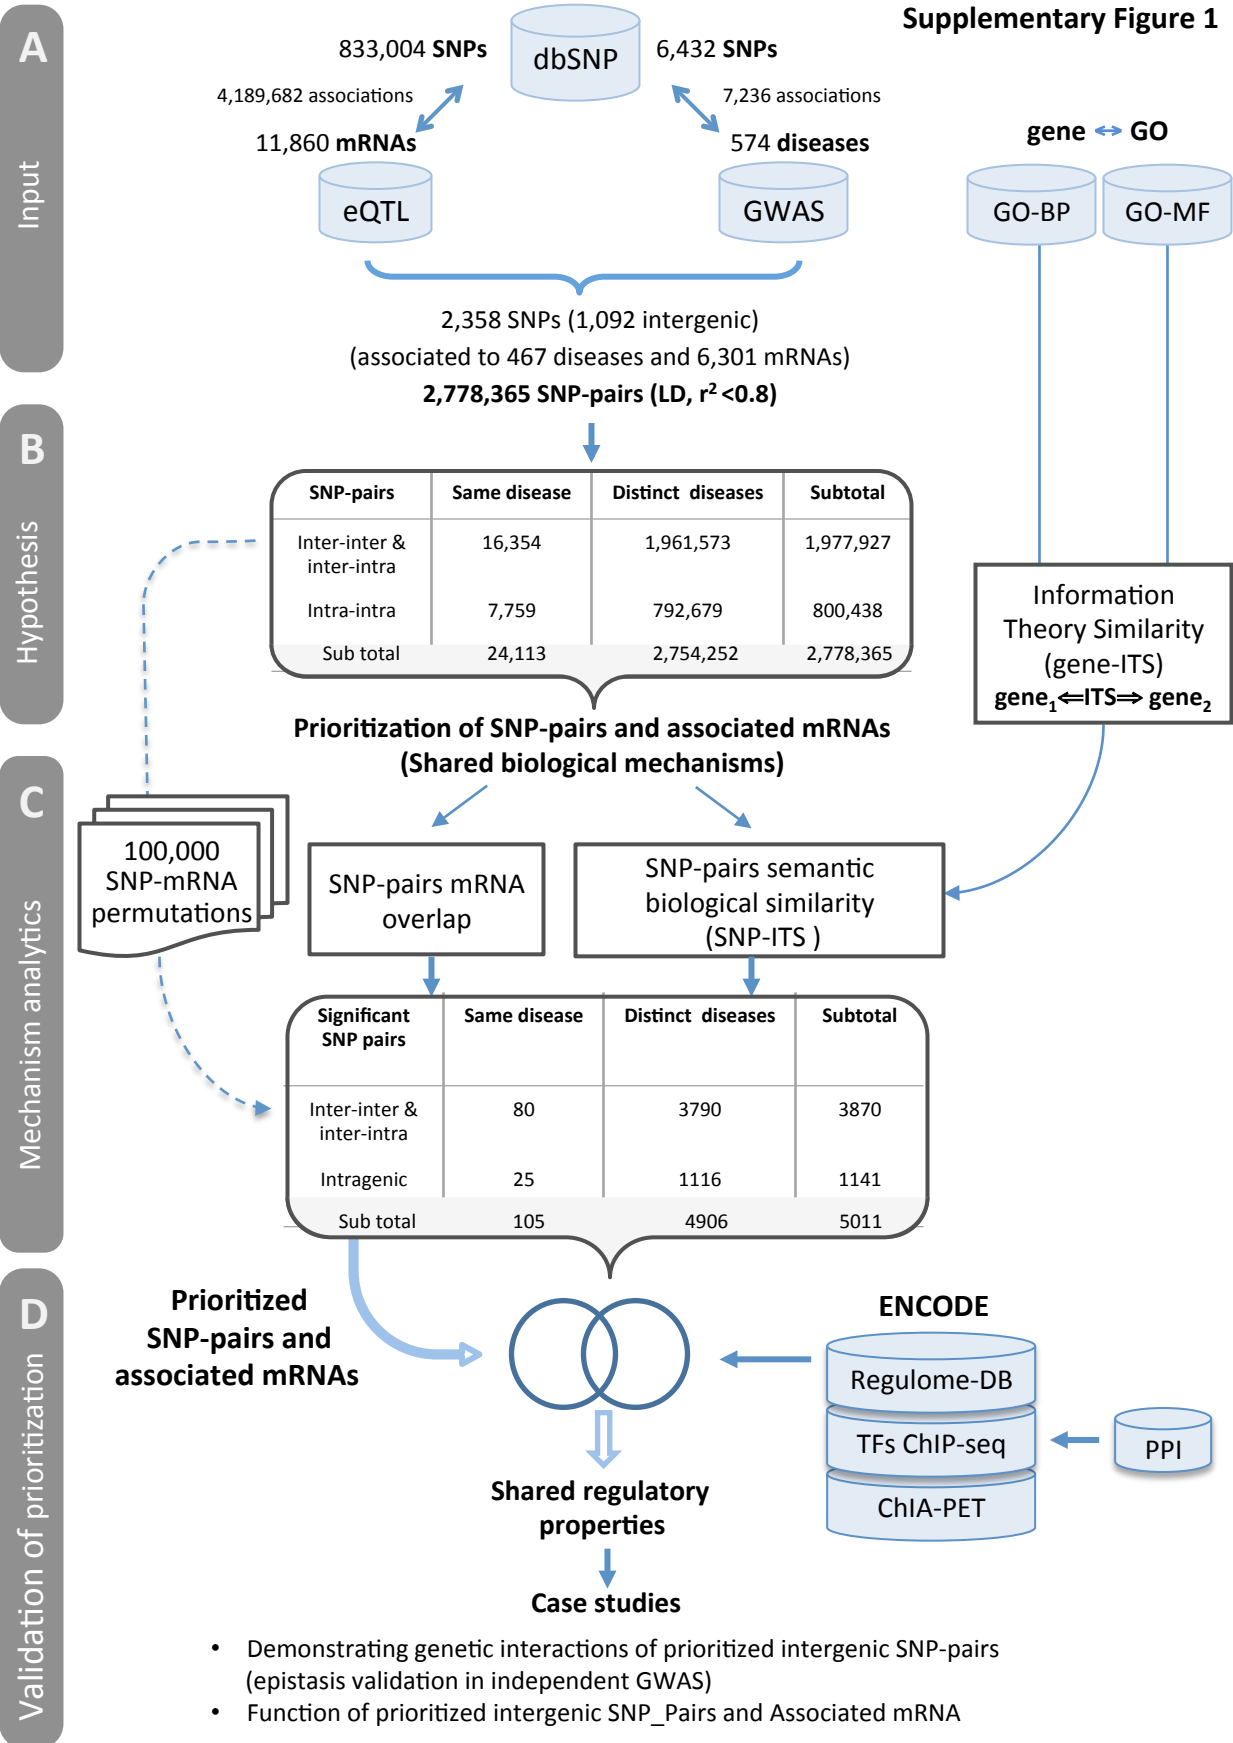 Supplementary Figure 1
A
Input
833,004 SNPs
dbSNP
6,432 SNPs
4,189,682 associations
7,236 associations
11,860 mRNAs
574 diseases
gene ↔ GO
eQTL
GWAS
GO-BP
GO-MF
2,358 SNPs (1,092 intergenic)
(associated to 467 diseases and 6,301 mRNAs)
2,778,365 SNP-pairs (LD, r² <0.8)
B
Hypothesis
SNP-pairs Same disease Distinct diseases Subtotal
Inter-inter & 16,354 1,961,573 1,977,927
inter-intra
Intra-intra 7,759 792,679 800,438
Sub total 24,113 2,754,252 2,778,365
Information
Theory Similarity
(gene-ITS)
gene₁⇐ITS⇒ gene₂
Prioritization of SNP-pairs and associated mRNAs
(Shared biological mechanisms)
C
Mechanism analytics
100,000
SNP-mRNA
permutations
SNP-pairs mRNA
overlap
SNP-pairs semantic
biological similarity
(SNP-ITS )
Significant Same disease Distinct diseases Subtotal
SNP pairs
Inter-inter & 80 3790 3870
inter-intra
Intragenic 25 1116 1141
Sub total 105 4906 5011
D
Validation of prioritization
Prioritized
SNP-pairs and
associated mRNAs
ENCODE
Regulome-DB
TFs ChIP-seq
ChIA-PET
PPI
Shared regulatory
properties
Case studies
• Demonstrating genetic interactions of prioritized intergenic SNP-pairs
(epistasis validation in independent GWAS)
• Function of prioritized intergenic SNP_Pairs and Associated mRNA